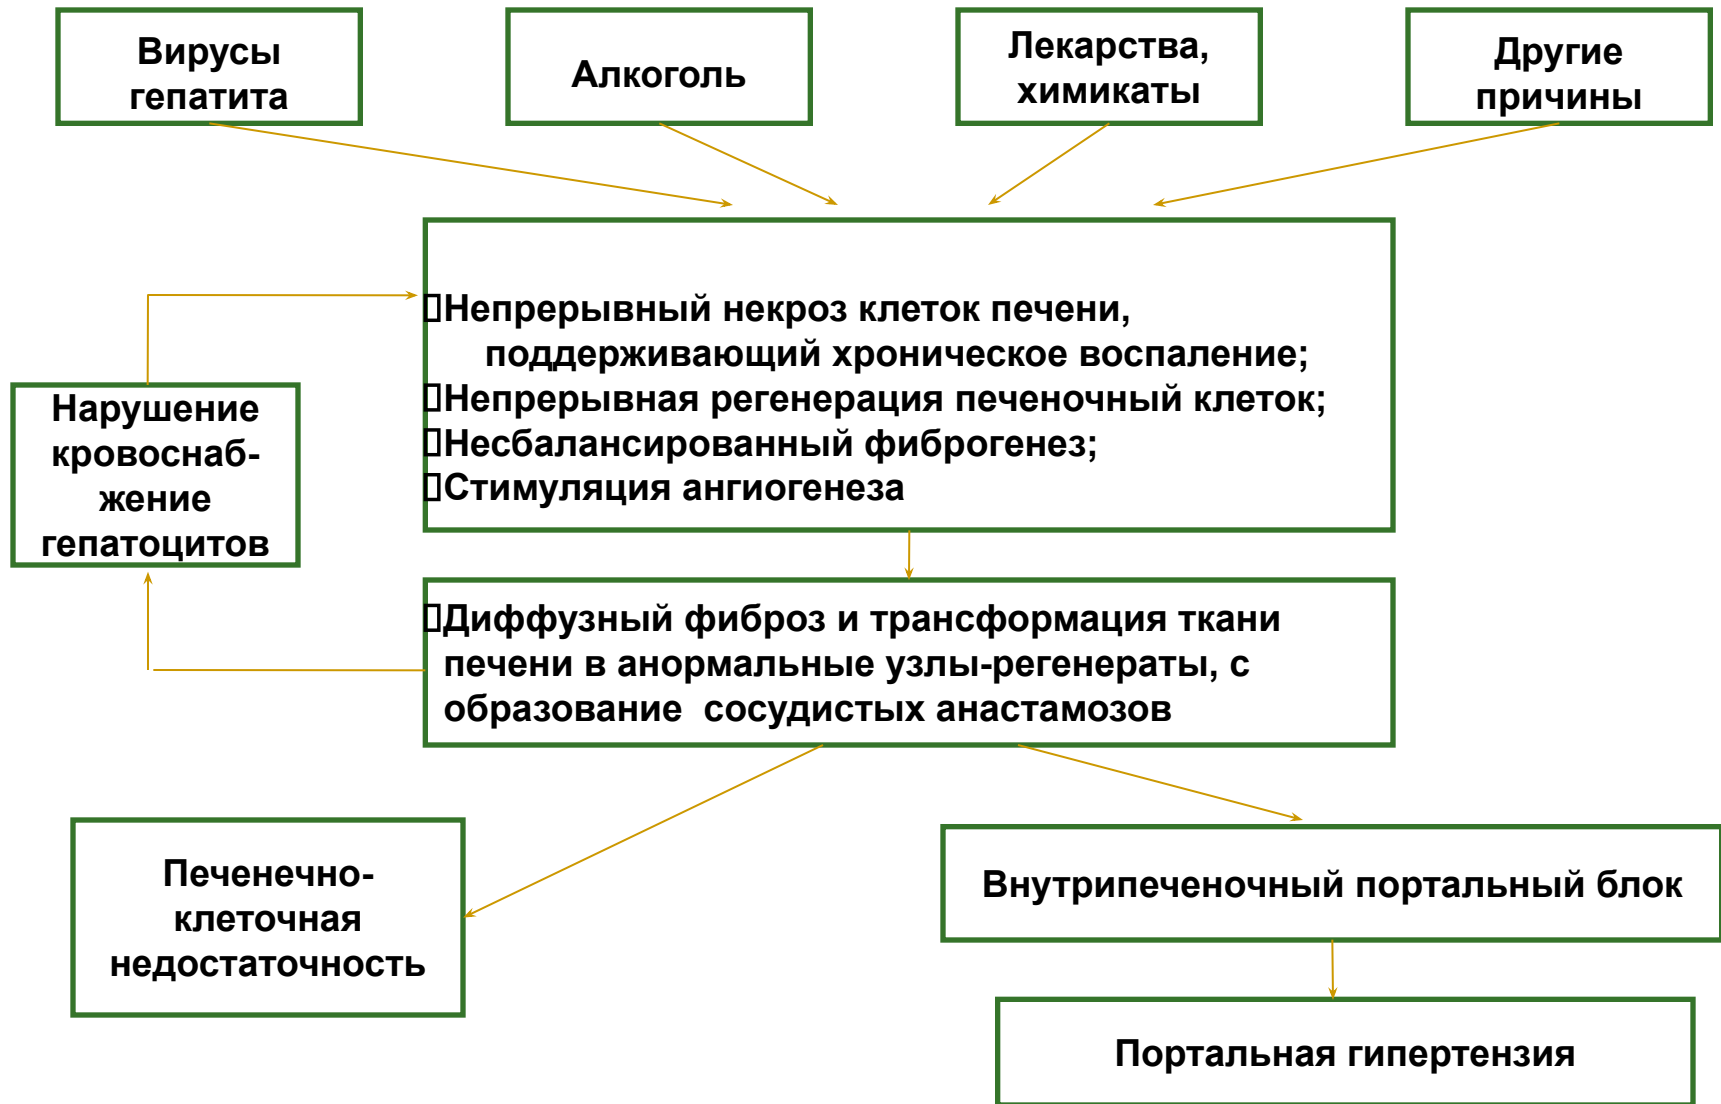 Вирусы
гепатита
Алкоголь
Лекарства,
химикаты
Другие
причины
Непрерывный некроз клеток печени,
поддерживающий хроническое воспаление;
Непрерывная регенерация печеночный клеток;
Несбалансированный фиброгенез;
Стимуляция ангиогенеза
Нарушение
кровоснаб-
жение
гепатоцитов
Диффузный фиброз и трансформация ткани
печени в анормальные узлы-регенераты, с
образование сосудистых анастамозов
Печенечно-
клеточная
недостаточность
Внутрипеченочный портальный блок
Портальная гипертензия